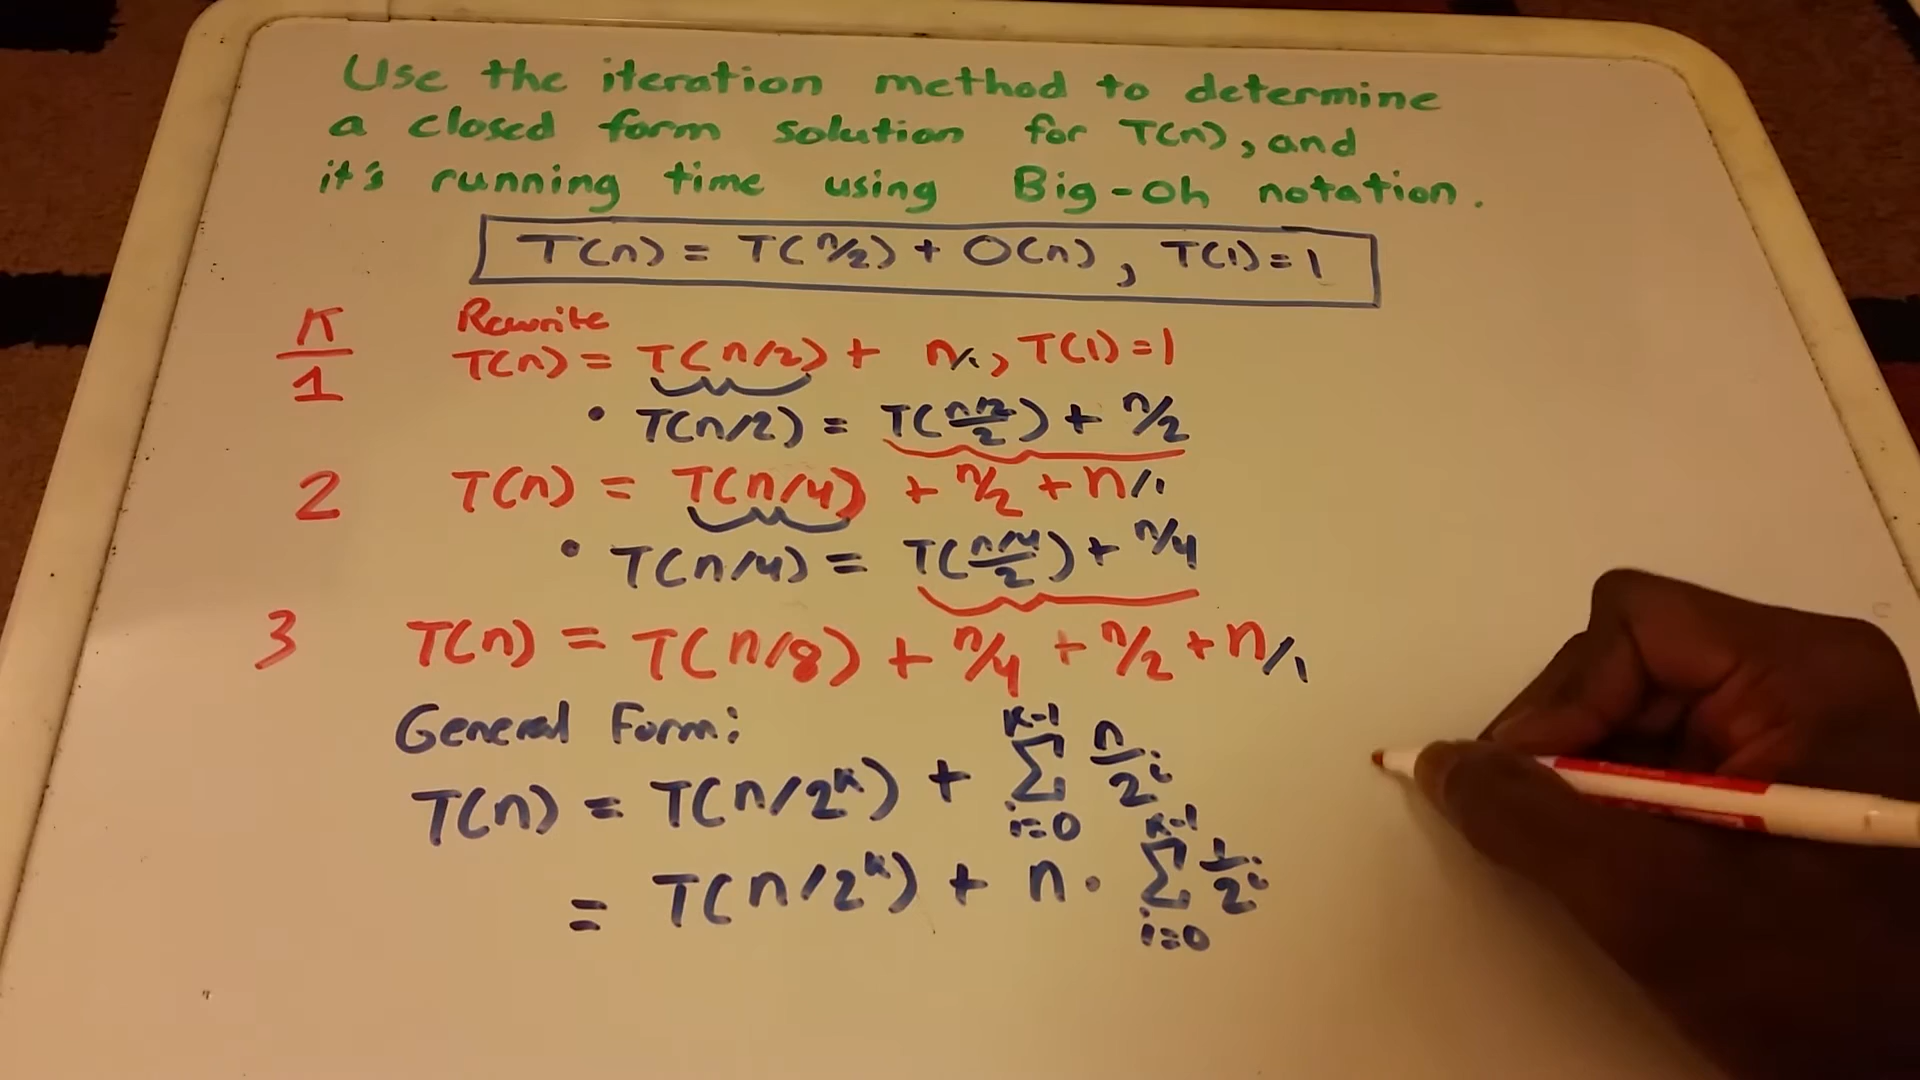 Use the iteration method to determine
a closed form solution for T(n), and
it's running time using Big-Oh notation.
T(n) = T(n/2) + O(n), T(1)=1
K Rewrite
1 T(n) = T(n/2) + n/1, T(1)=1
• T(n/2) = T((n/2)/2) + n/2
2 T(n) = T(n/4) + n/2 + n/1
• T(n/4) = T((n/4)/2) + n/4
3 T(n) = T(n/8) + n/4 + n/2 + n/1
General Form:
T(n) = T(n/2^k) + Σ_{i=0}^{k-1} n/2^i
= T(n/2^k) + n · Σ_{i=0}^{k-1} 1/2^i